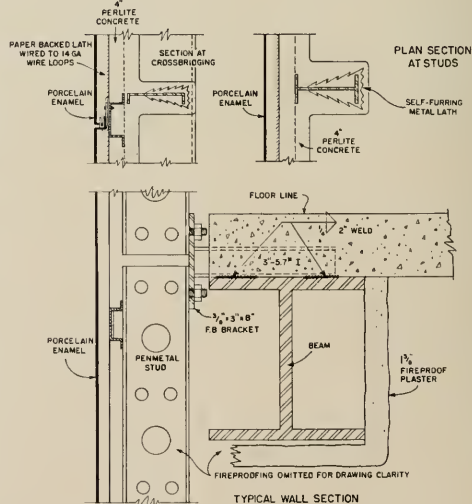 4"
PERLITE
CONCRETE
PAPER BACKED LATH
WIRED TO 14 GA
WIRE LOOPS
SECTION AT
CROSSBRIDGING
PORCELAIN
ENAMEL
PLAN SECTION
AT STUDS
PORCELAIN
ENAMEL
SELF-FURRING
METAL LATH
4"
PERLITE
CONCRETE
FLOOR LINE
2" WELD
3"-5.7# I
3/8" × 3" × 8"
F.B BRACKET
PORCELAIN
ENAMEL
PENMETAL
STUD
BEAM
1 3/8"
FIREPROOF
PLASTER
FIREPROOFING OMITTED FOR DRAWING CLARITY
TYPICAL WALL SECTION